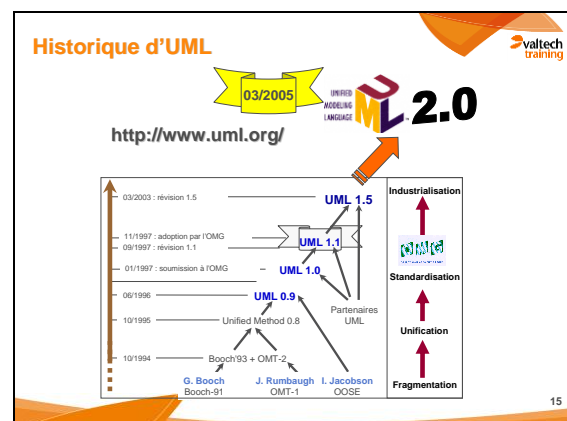 Historique d'UML
valtech
training
03/2005
UNIFIED
MODELING
LANGUAGE
UML
2.0
http://www.uml.org/
03/2003 : révision 1.5
UML 1.5
11/1997 : adoption par l'OMG
09/1997 : révision 1.1
UML 1.1
01/1997 : soumission à l'OMG
UML 1.0
06/1996
UML 0.9
Partenaires
UML
10/1995
Unified Method 0.8
10/1994
Booch'93 + OMT-2
G. Booch
J. Rumbaugh
I. Jacobson
Booch-91
OMT-1
OOSE
Industrialisation
OMG
Standardisation
Unification
Fragmentation
15